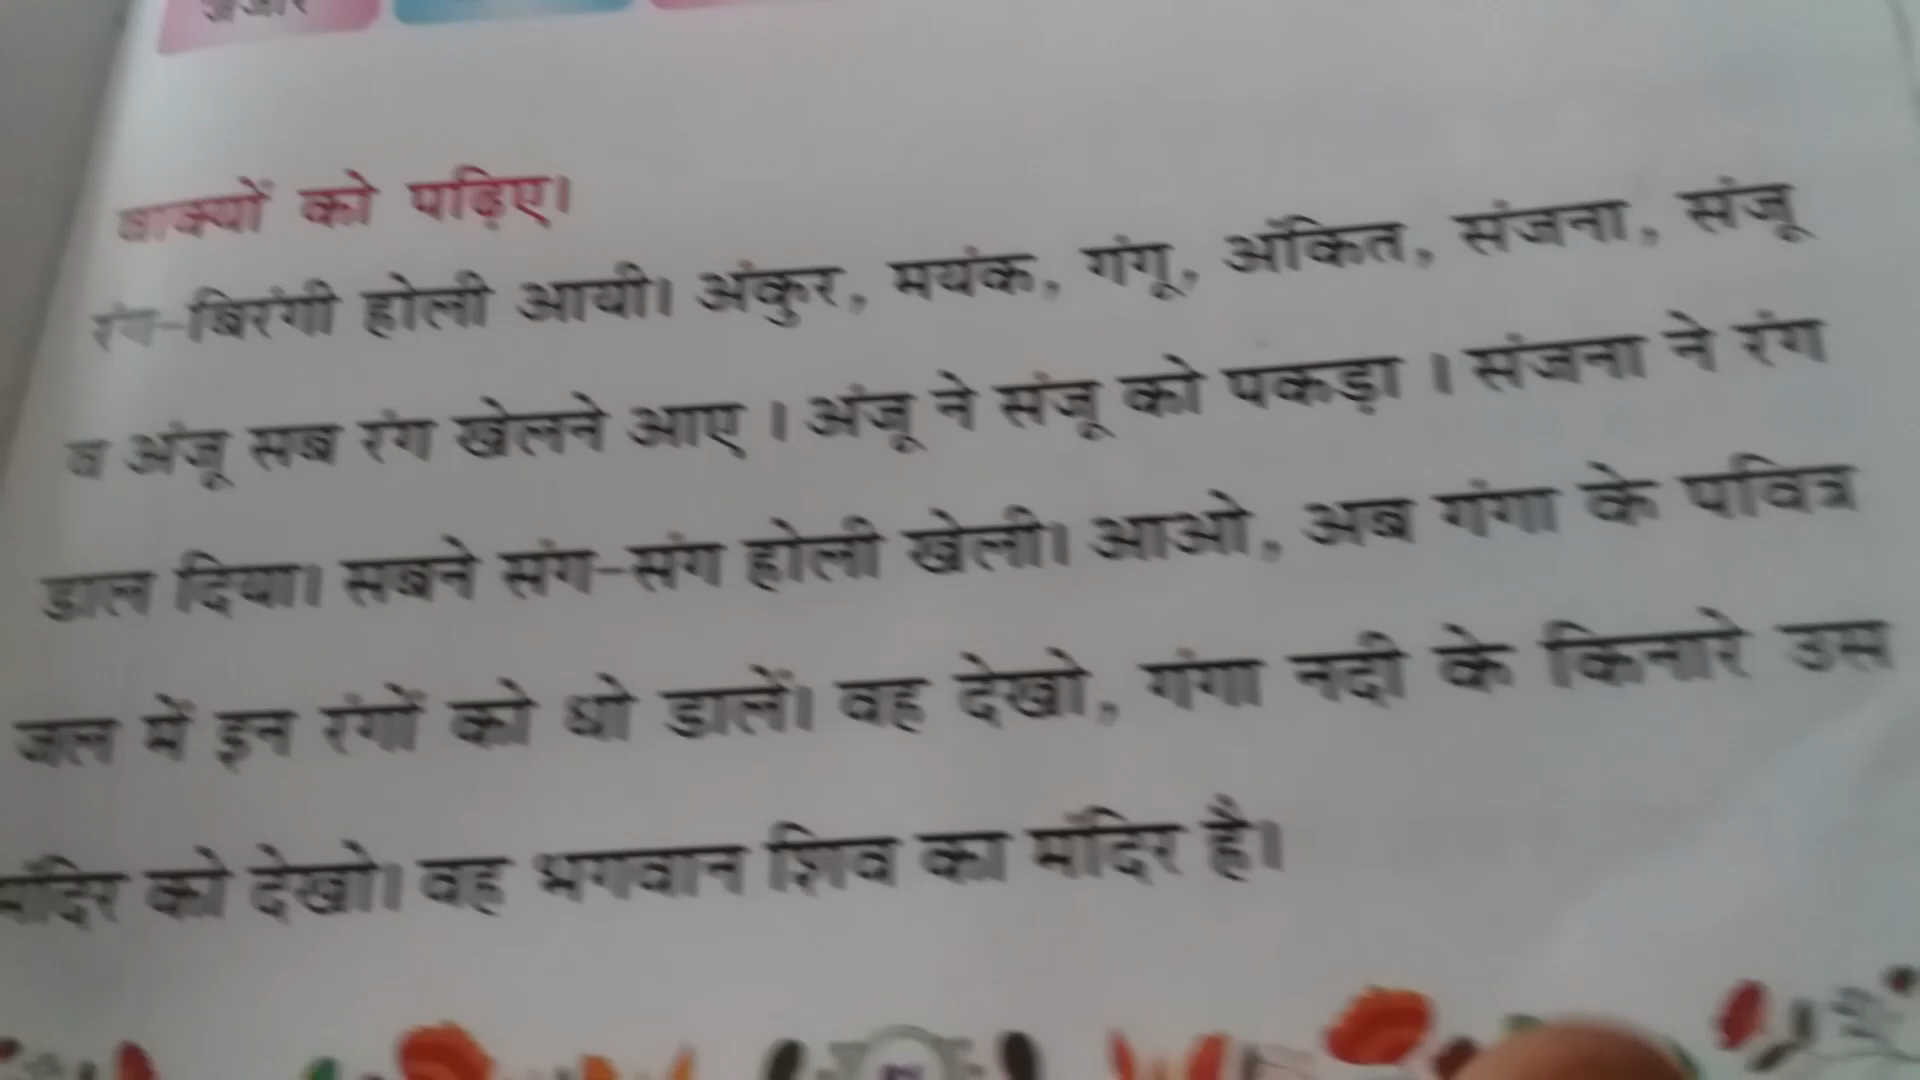 वाक्यों को पढ़िए।
रंग-बिरंगी होली आयी। अंकुर, मयंक, गंगू, अंकित, संजना, संजू
व अंजू सब रंग खेलने आए । अंजू ने संजू को पकड़ा । संजना ने रंग
डाल दिया। सबने संग-संग होली खेली। आओ, अब गंगा के पवित्र
जल में इन रंगों को धो डालें। वह देखो, गंगा नदी के किनारे उस
मंदिर को देखो। वह भगवान शिव का मंदिर है।